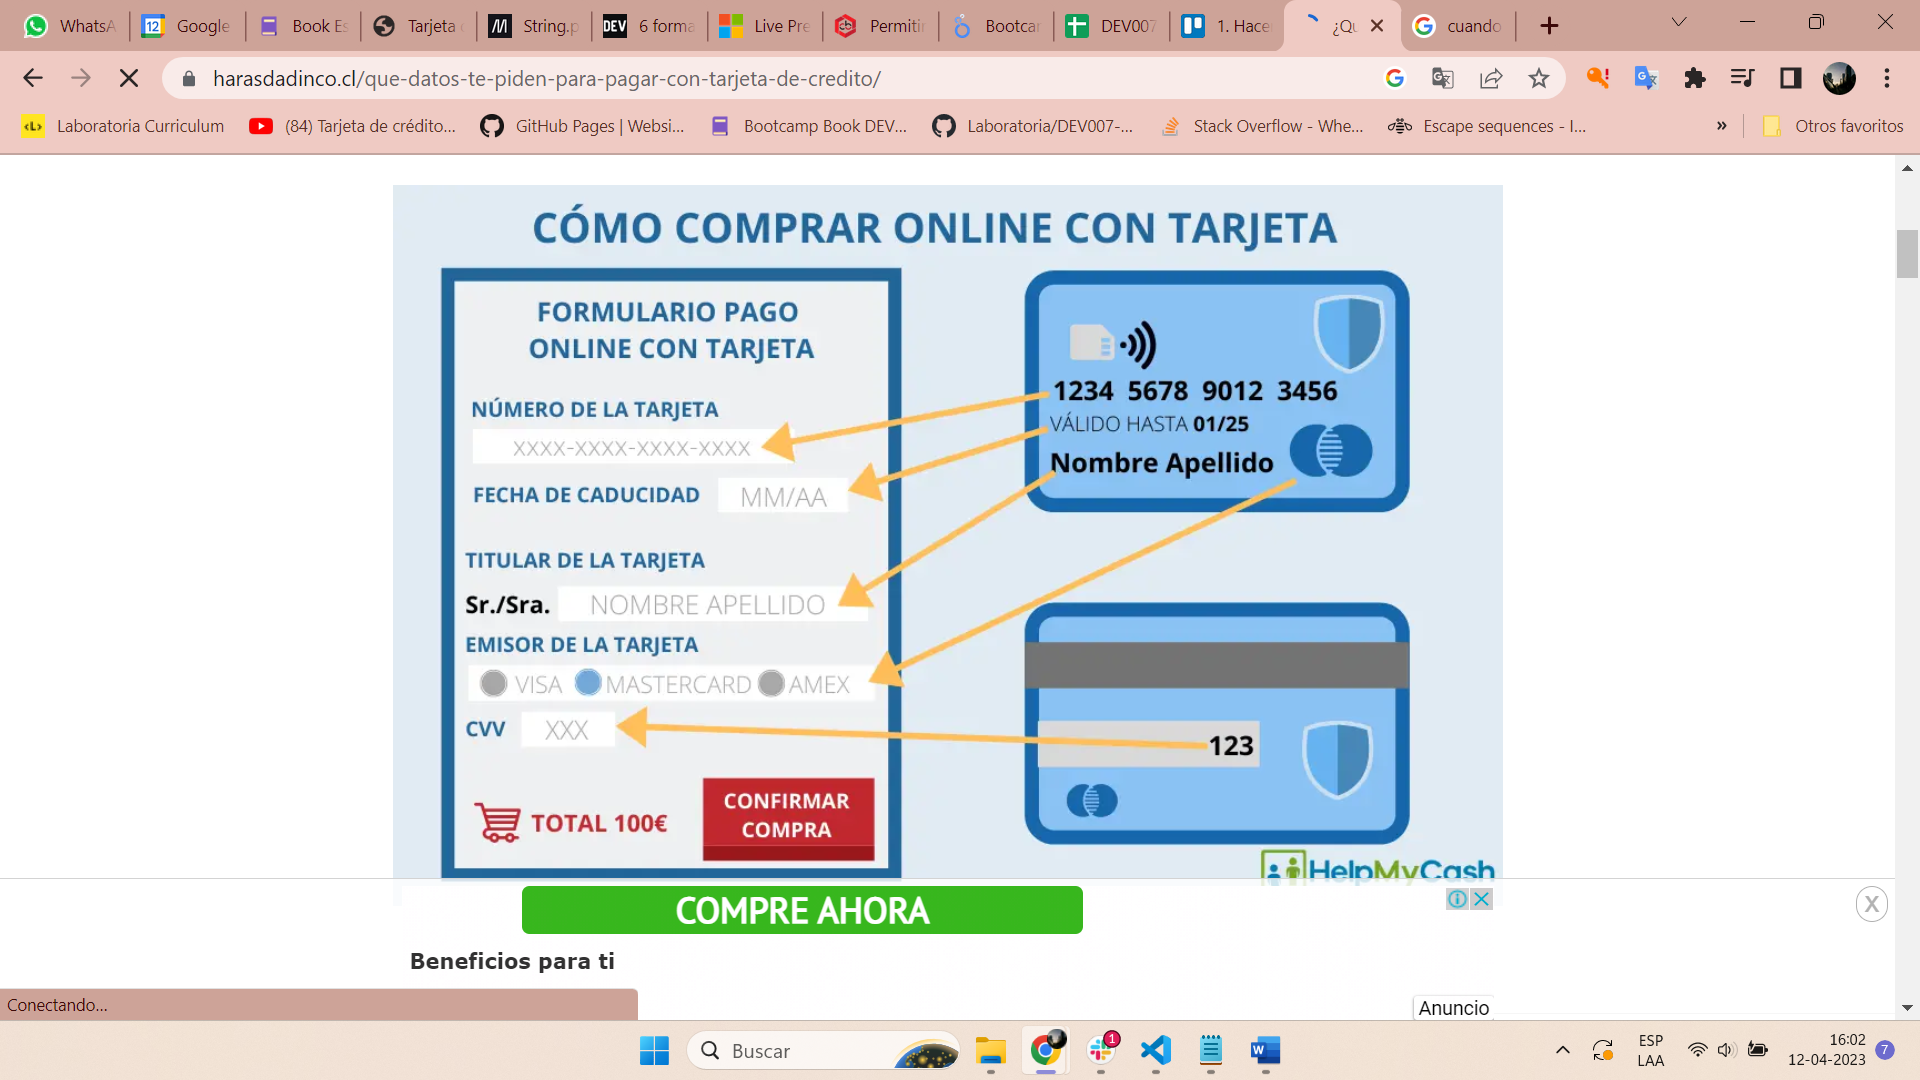 WhatsA
Google
Book Es
Tarjeta
String.p
DEV
6 forma
Live Pre
Permitir
Bootcar
DEV007
1. Hace
¿Qu
cuando
harasdadinco.cl/que-datos-te-piden-para-pagar-con-tarjeta-de-credito/
Laboratoria Curriculum
(84) Tarjeta de crédito...
GitHub Pages | Websi...
Bootcamp Book DEV...
Laboratoria/DEV007-...
Stack Overflow - Whe...
Escape sequences - I...
»
Otros favoritos
CÓMO COMPRAR ONLINE CON TARJETA
FORMULARIO PAGO
ONLINE CON TARJETA
NÚMERO DE LA TARJETA
XXXX-XXXX-XXXX-XXXX
FECHA DE CADUCIDAD MM/AA
TITULAR DE LA TARJETA
Sr./Sra. NOMBRE APELLIDO
EMISOR DE LA TARJETA
VISA MASTERCARD AMEX
CVV XXX
TOTAL 100€
CONFIRMAR
COMPRA
1234 5678 9012 3456
VÁLIDO HASTA 01/25
Nombre Apellido
123
HelpMyCash
COMPRE AHORA
X
Beneficios para ti
Conectando...
Anuncio
Buscar
1
ESP
LAA
16:02
12-04-2023
7